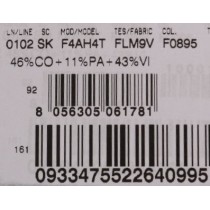 LN/LINE SC MOD/MODEL TES/FABRIC COL.
0102 SK F4AH4T FLM9V F0895
46%CO+11%PA+43%VI
92
8 056305 061781
161
0933475522640995